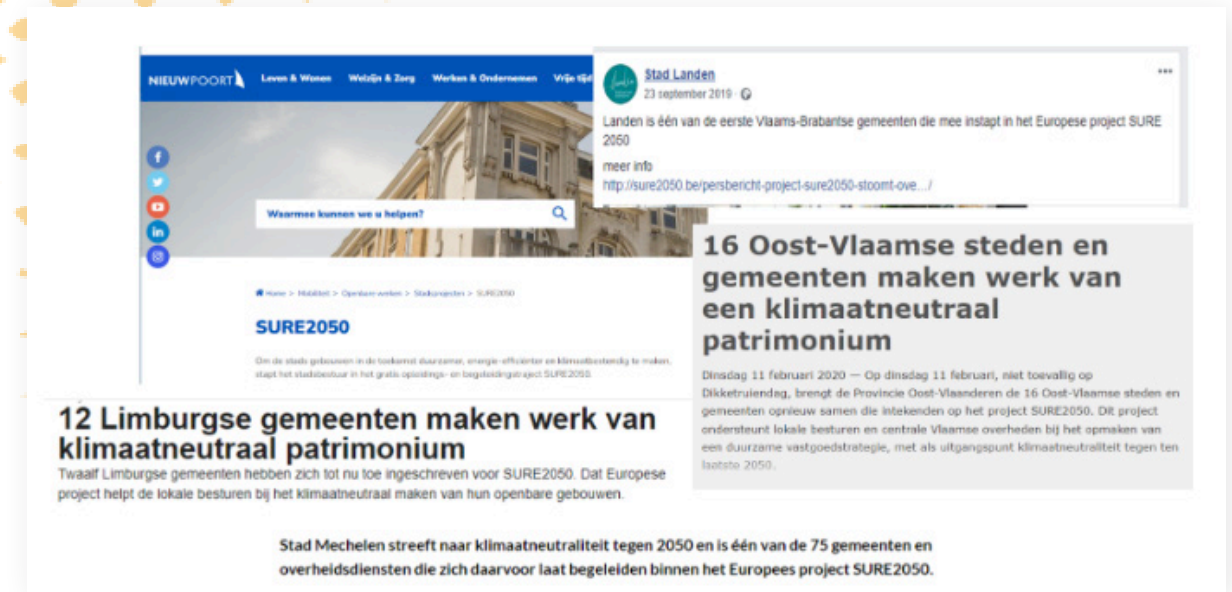 NIEUWPOORT
Leven & Wonen Welzijn & Zorg Werken & Ondernemen Vrije tijd
Waarmee kunnen we u helpen?
Home > Mobiliteit > Openbare werken > Stadsprojecten > SURE2050
SURE2050
Om de stads gebouwen in de toekomst duurzamer, energie-efficiënter en klimaatbestendig te maken,
stapt het stadsbestuur in het gratis opleidings- en begeleidingstraject SURE2050.
Stad Landen
23 september 2019
Landen is één van de eerste Vlaams-Brabantse gemeenten die mee instapt in het Europese project SURE
2050
meer info
http://sure2050.be/persbericht-project-sure2050-stoomt-ove.../
16 Oost-Vlaamse steden en
gemeenten maken werk van
een klimaatneutraal
patrimonium
Dinsdag 11 februari 2020 — Op dinsdag 11 februari, niet toevallig op
Dikketruiendag, brengt de Provincie Oost-Vlaanderen de 16 Oost-Vlaamse steden en
gemeenten opnieuw samen die intekenden op het project SURE2050. Dit project
ondersteunt lokale besturen en centrale Vlaamse overheden bij het opmaken van
een duurzame vastgoedstrategie, met als uitgangspunt klimaatneutraliteit tegen ten
laatste 2050.
12 Limburgse gemeenten maken werk van
klimaatneutraal patrimonium
Twaalf Limburgse gemeenten hebben zich tot nu toe ingeschreven voor SURE2050. Dat Europese
project helpt de lokale besturen bij het klimaatneutraal maken van hun openbare gebouwen.
Stad Mechelen streeft naar klimaatneutraliteit tegen 2050 en is één van de 75 gemeenten en
overheidsdiensten die zich daarvoor laat begeleiden binnen het Europees project SURE2050.